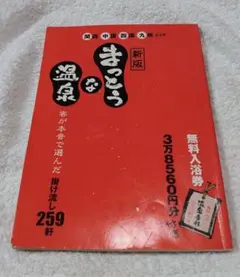 関西 中国 四国 九州
新版
まっとう
な
温泉
客が本音で選んだ 掛け流し 259軒
無料入浴券
3万8560円分